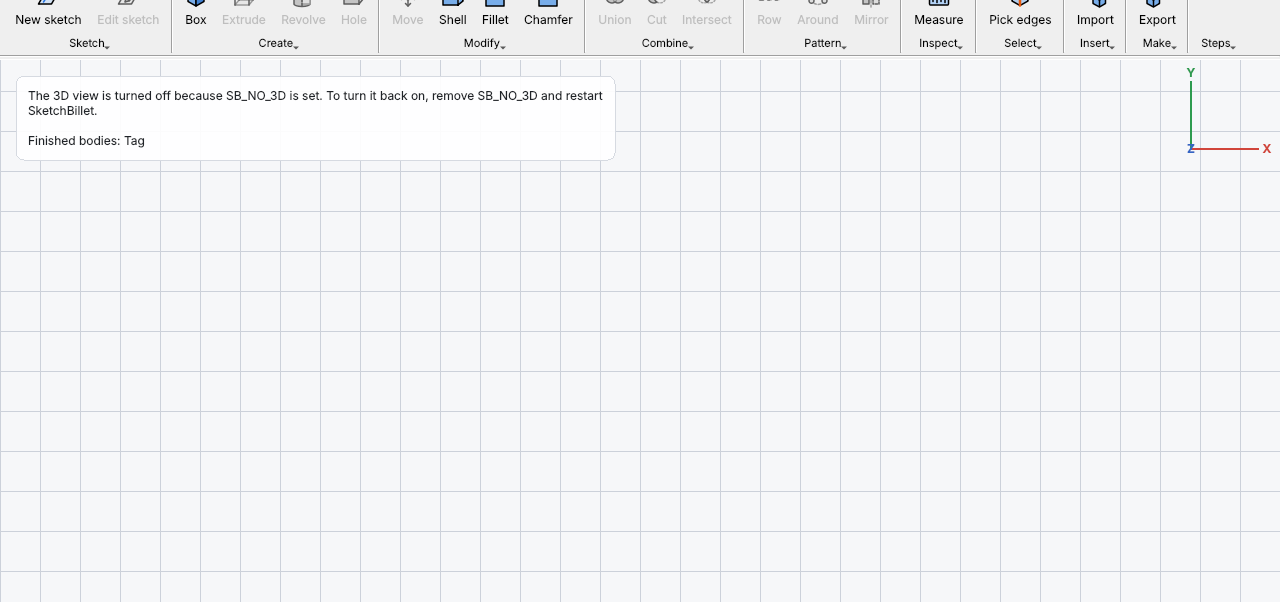 New sketch Edit sketch Box Extrude Revolve Hole Move Shell Fillet Chamfer Union Cut Intersect Row Around Mirror Measure Pick edges Import Export
Sketch Create Modify Combine Pattern Inspect Select Insert Make Steps
The 3D view is turned off because SB_NO_3D is set. To turn it back on, remove SB_NO_3D and restart
SketchBillet.
Finished bodies: Tag
Y
Z X